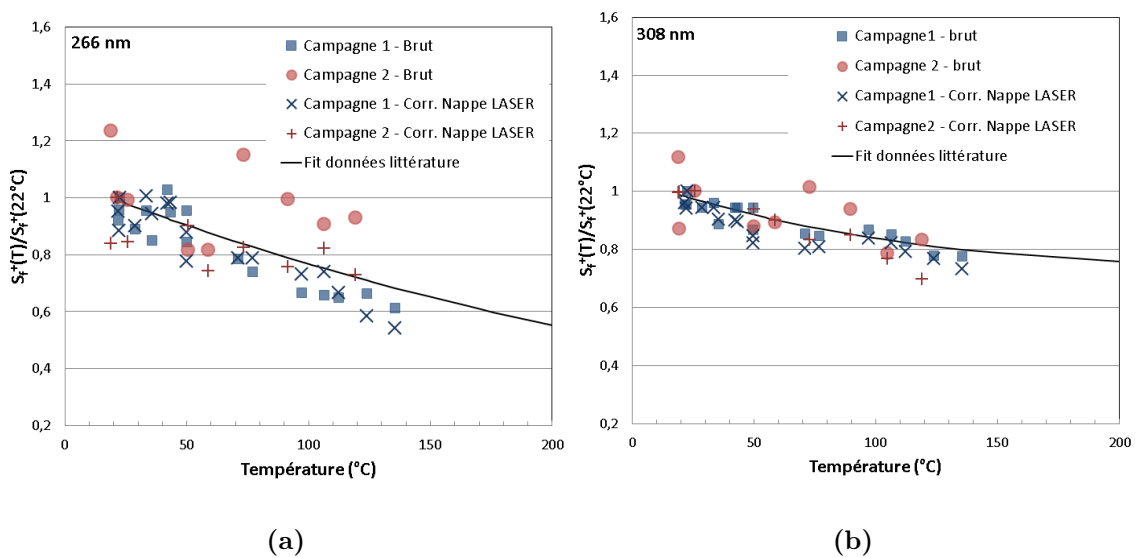 266 nm
Campagne 1 - Brut
Campagne 2 - Brut
Campagne 1 - Corr. Nappe LASER
Campagne 2 - Corr. Nappe LASER
Fit données littérature
1,6
1,4
1,2
1
0,8
0,6
0,4
0,2
Sf+(T)/Sf+(22°C)
0 50 100 150 200
Température (°C)
(a)
308 nm
Campagne1 - brut
Campagne 2 - brut
Campagne1 - Corr. Nappe LASER
Campagne2 - Corr. Nappe LASER
Fit données littérature
1,6
1,4
1,2
1
0,8
0,6
0,4
0,2
Sf+(T)/Sf+(22°C)
0 50 100 150 200
Température (°C)
(b)